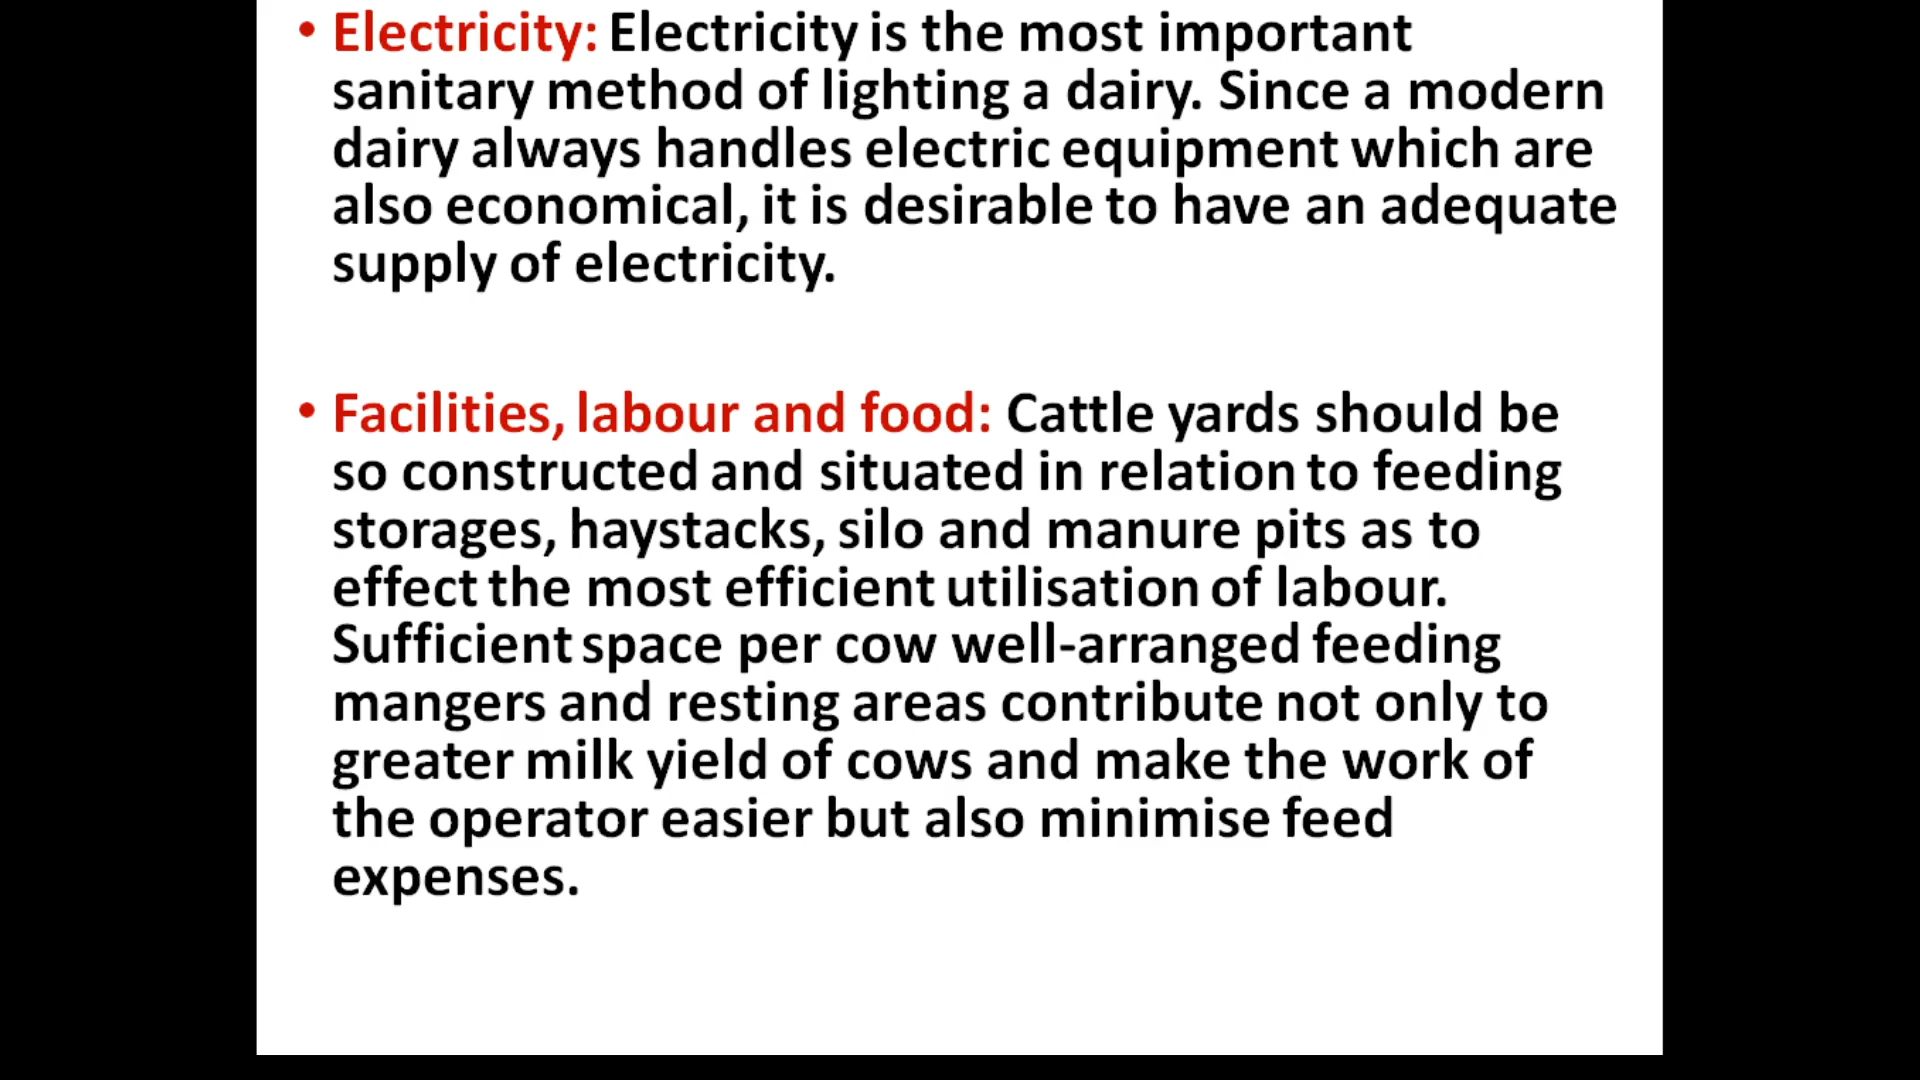 • Electricity: Electricity is the most important
sanitary method of lighting a dairy. Since a modern
dairy always handles electric equipment which are
also economical, it is desirable to have an adequate
supply of electricity.
• Facilities, labour and food: Cattle yards should be
so constructed and situated in relation to feeding
storages, haystacks, silo and manure pits as to
effect the most efficient utilisation of labour.
Sufficient space per cow well-arranged feeding
mangers and resting areas contribute not only to
greater milk yield of cows and make the work of
the operator easier but also minimise feed
expenses.